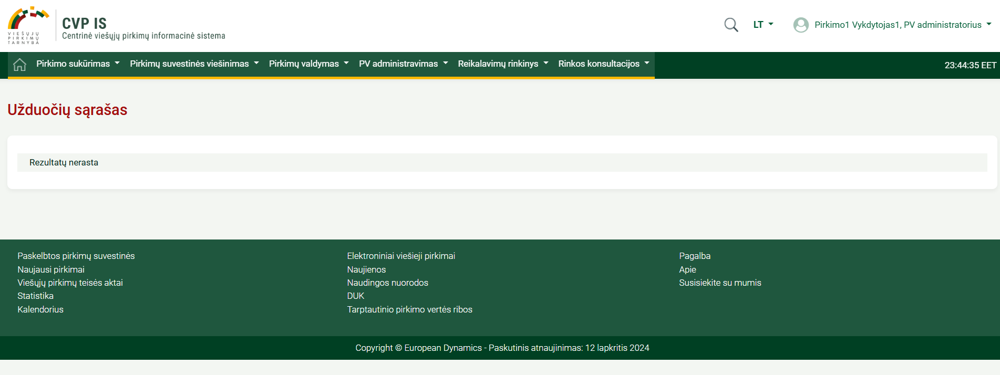 VIEŠŲJŲ
PIRKIMŲ
TARNYBA
CVP IS
Centrinė viešųjų pirkimų informacinė sistema
LT
Pirkimo1 Vykdytojas1, PV administratorius
Pirkimo sukūrimas
Pirkimų suvestinės viešinimas
Pirkimų valdymas
PV administravimas
Reikalavimų rinkinys
Rinkos konsultacijos
23:44:35 EET
Užduočių sąrašas
Rezultatų nerasta
Paskelbtos pirkimų suvestinės
Naujausi pirkimai
Viešųjų pirkimų teisės aktai
Statistika
Kalendorius
Elektroniniai viešieji pirkimai
Naujienos
Naudingos nuorodos
DUK
Tarptautinio pirkimo vertės ribos
Pagalba
Apie
Susisiekite su mumis
Copyright © European Dynamics - Paskutinis atnaujinimas: 12 lapkritis 2024